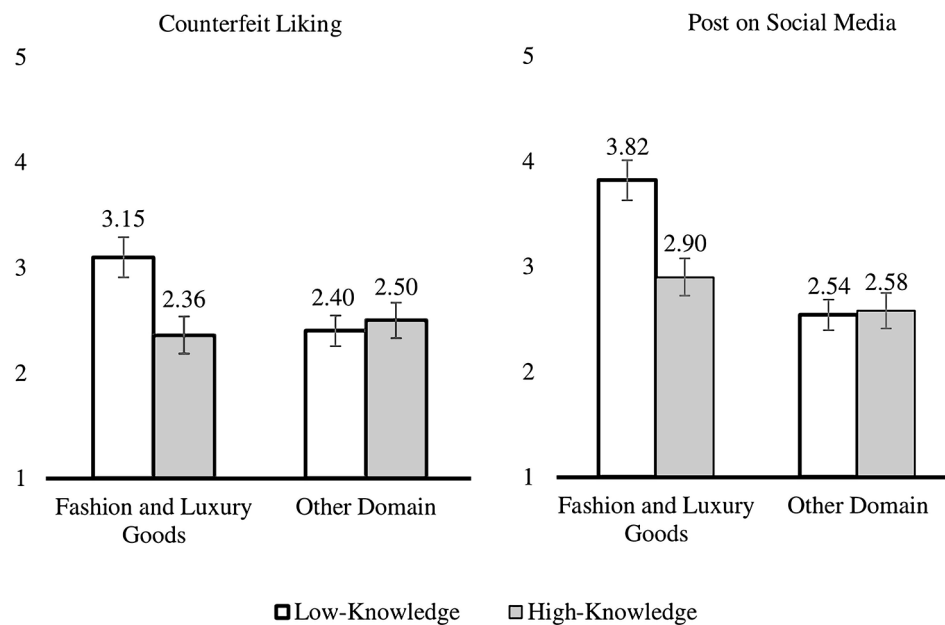 Counterfeit Liking
5
4
3
2
1
3.15
2.36
2.40
2.50
Fashion and Luxury
Goods
Other Domain
Post on Social Media
5
4
3
2
1
3.82
2.90
2.54
2.58
Fashion and Luxury
Goods
Other Domain
Low-Knowledge
High-Knowledge